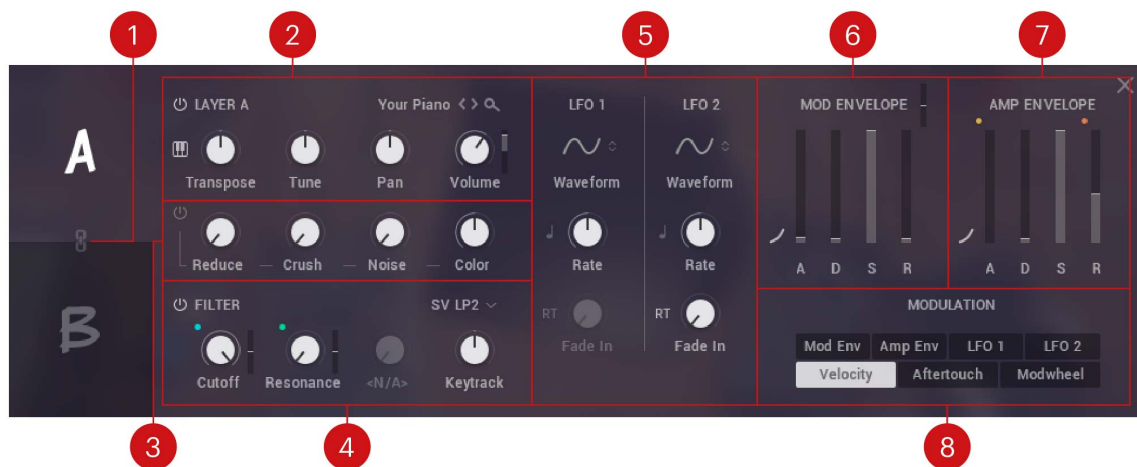 1
2
5
6
7
A
B
LAYER A
Your Piano
Transpose Tune Pan Volume
Reduce Crush Noise Color
FILTER
SV LP2
Cutoff Resonance <N/A> Keytrack
LFO 1
LFO 2
Waveform
Waveform
Rate
Rate
RT
RT
Fade In
Fade In
MOD ENVELOPE
A D S R
AMP ENVELOPE
A D S R
MODULATION
Mod Env Amp Env LFO 1 LFO 2
Velocity Aftertouch Modwheel
3
4
8